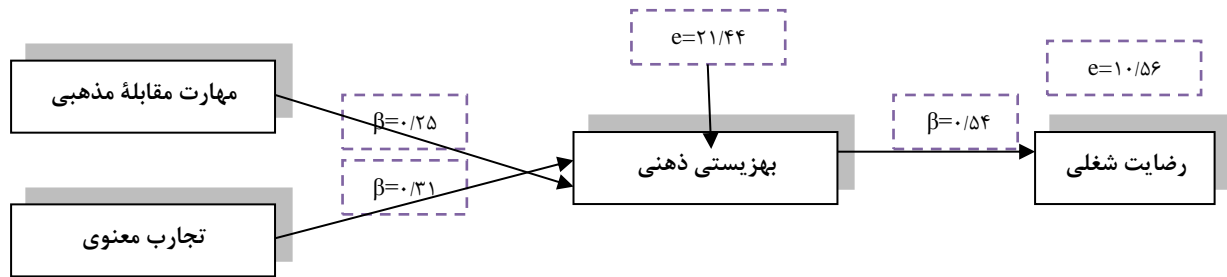 e=۲۱/۴۴
e=۱۰/۵۶
مهارت مقابلهٔ مذهبی
β=۰/۲۵
β=۰/۵۴
بهزیستی ذهنی
رضایت شغلی
β=۰/۳۱
تجارب معنوی